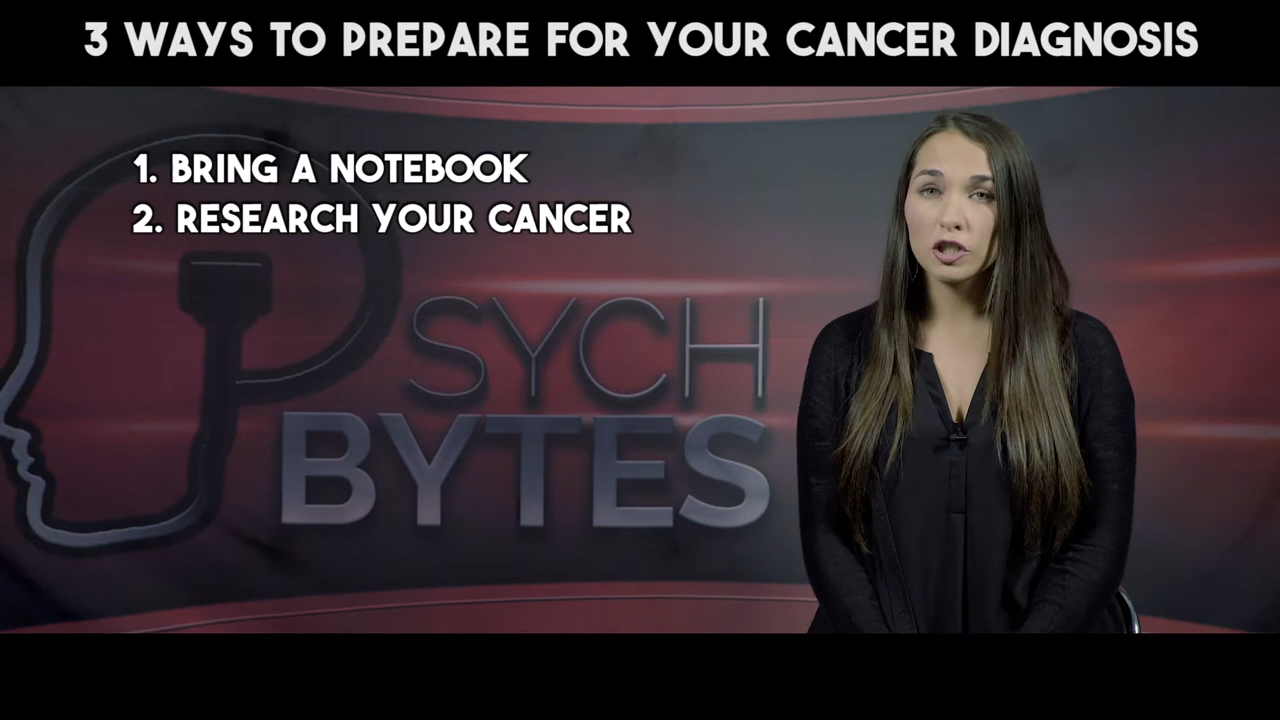 3 WAYS TO PREPARE FOR YOUR CANCER DIAGNOSIS
1. BRING A NOTEBOOK
2. RESEARCH YOUR CANCER
PSYCH
BYTES